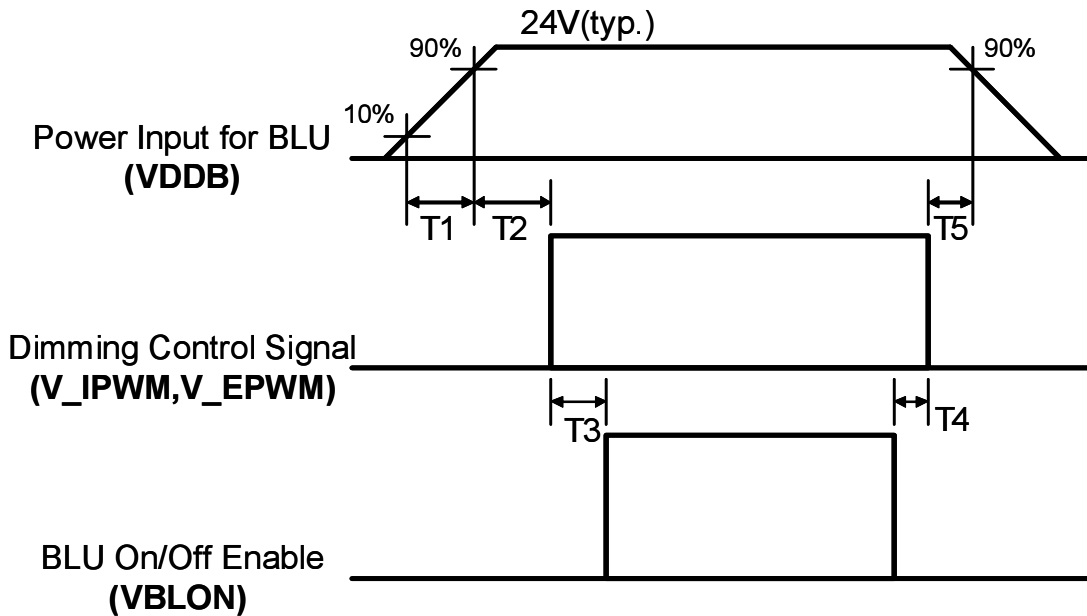 24V(typ.)
90%
90%
10%
Power Input for BLU
(VDDB)
T1
T2
T5
Dimming Control Signal
(V_IPWM,V_EPWM)
T3
T4
BLU On/Off Enable
(VBLON)